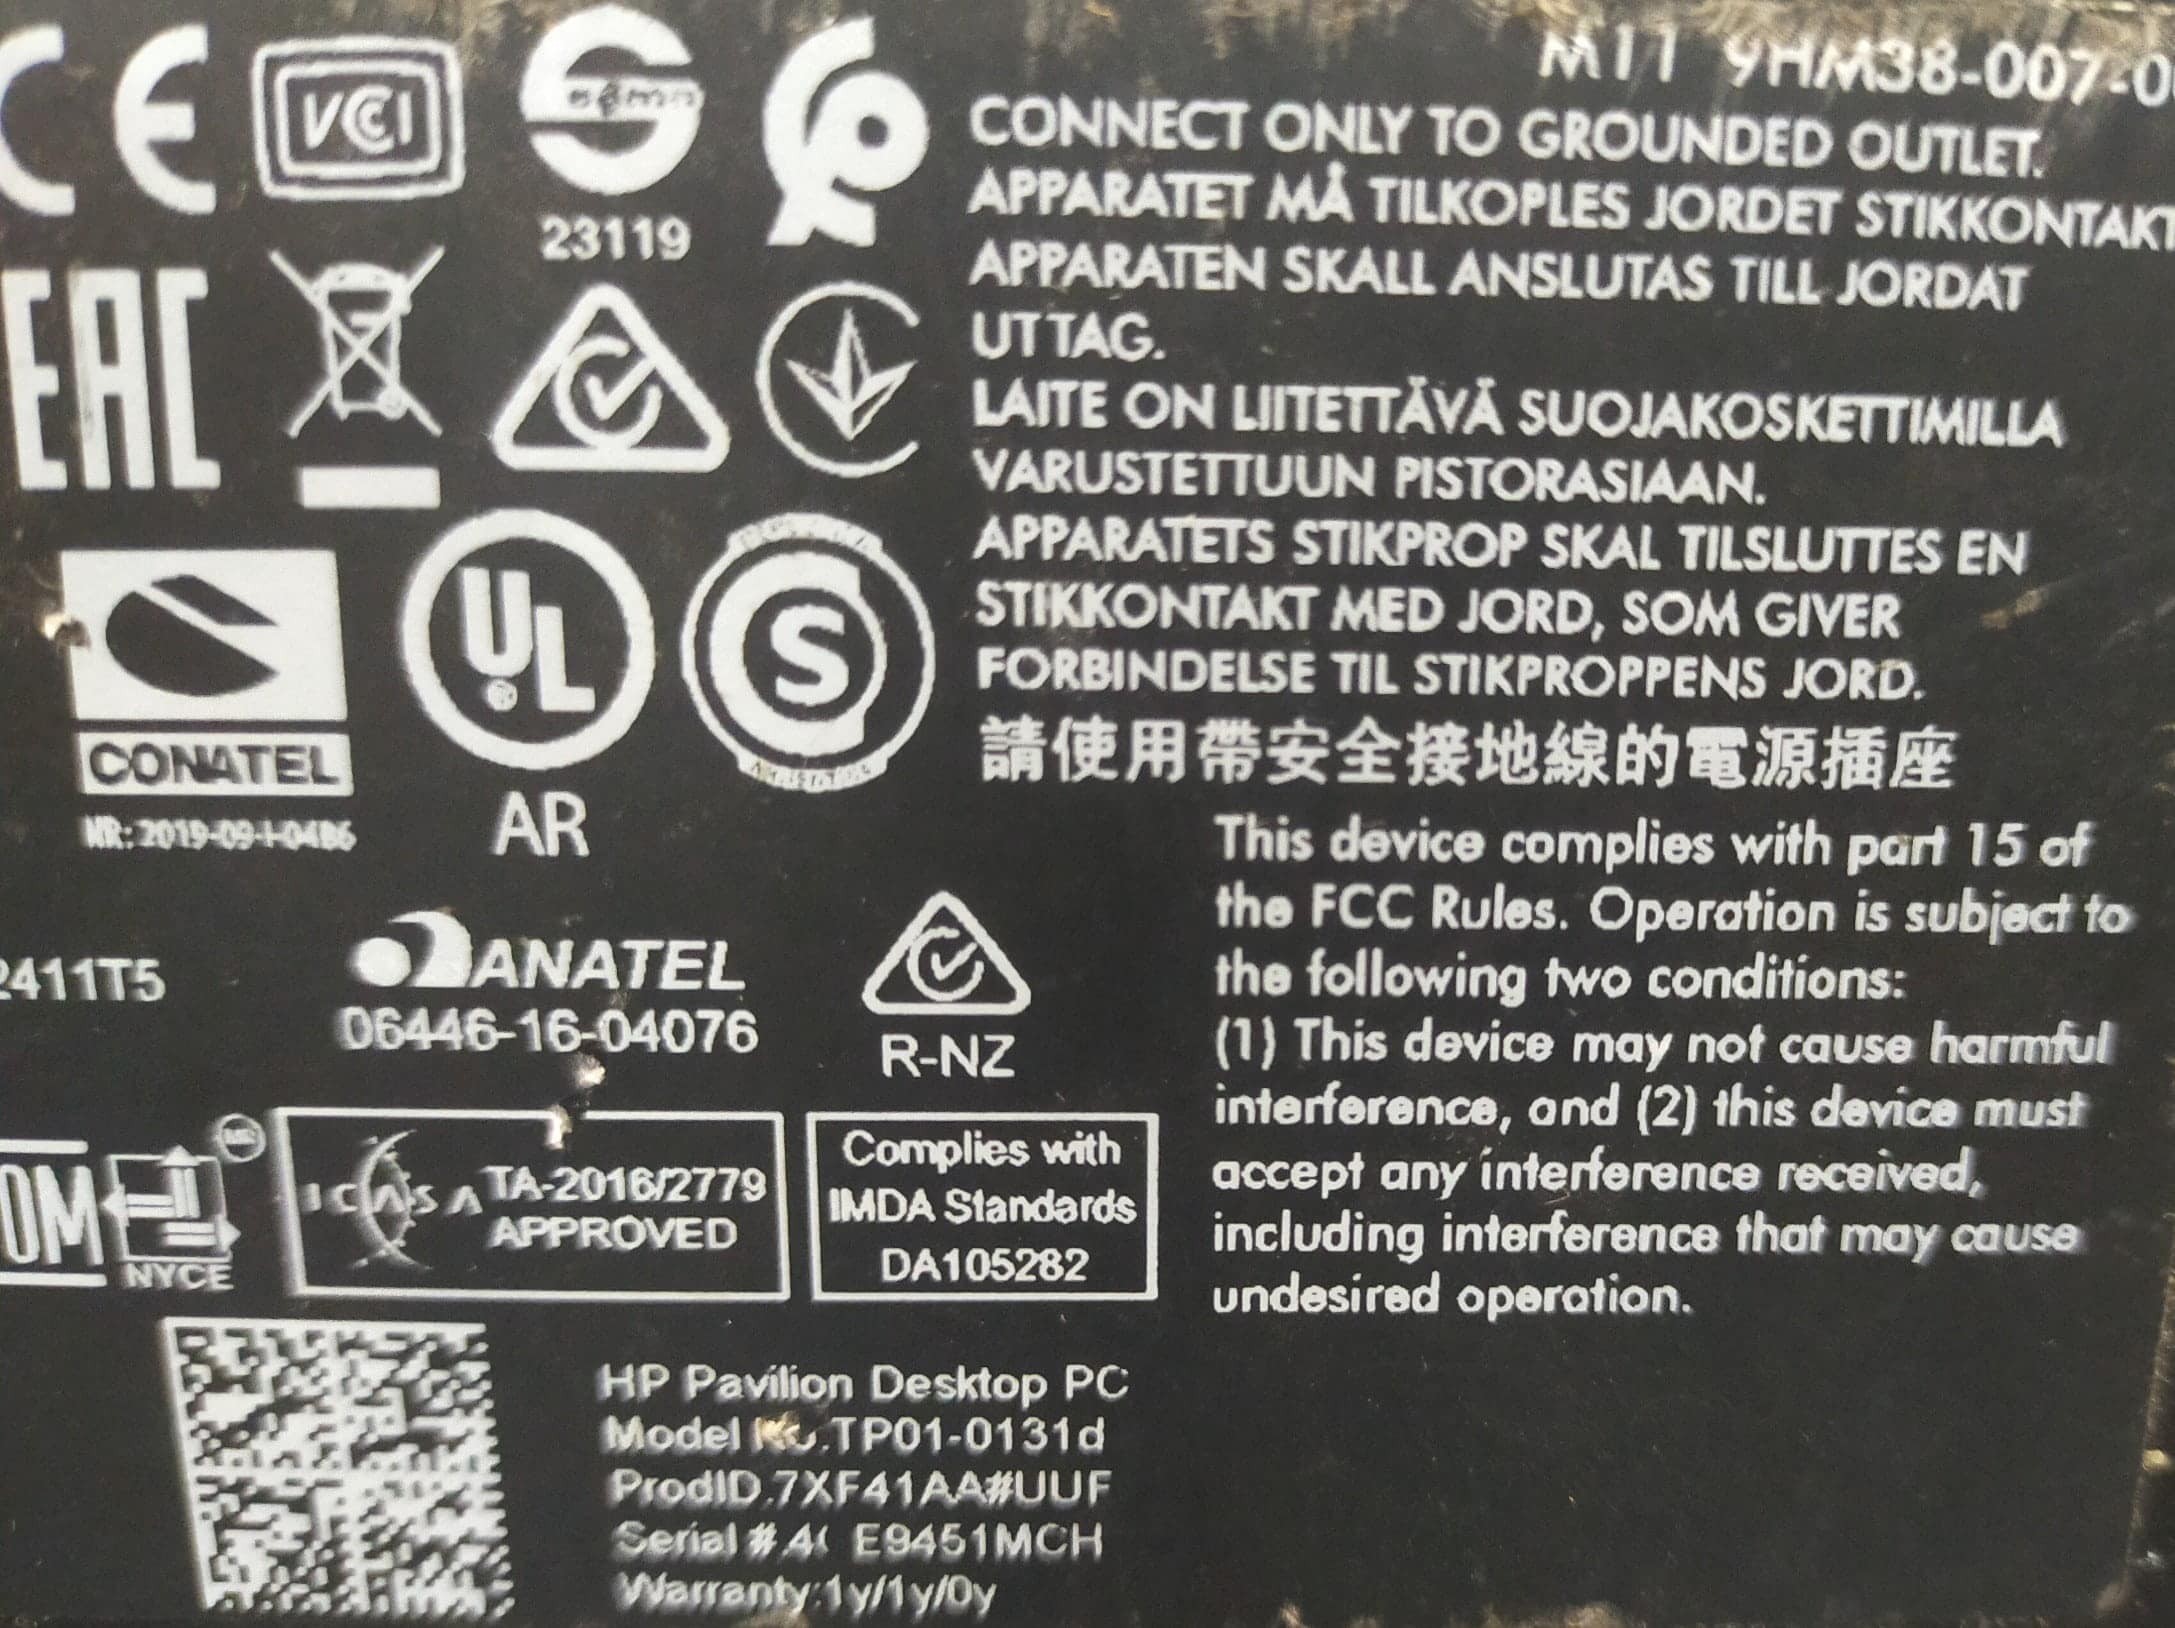 CE
VCCI
23119
M11 9HM38-007-0
CONNECT ONLY TO GROUNDED OUTLET.
APPARATET MÅ TILKOPLES JORDET STIKKONTAKT
APPARATEN SKALL ANSLUTAS TILL JORDAT
UTTAG.
LAITE ON LIITETTÄVÄ SUOJAKOSKETTIMILLA
VARUSTETTUUN PISTORASIAAN.
APPARATETS STIKPROP SKAL TILSLUTTES EN
STIKKONTAKT MED JORD, SOM GIVER
FORBINDELSE TIL STIKPROPPENS JORD.
請使用帶安全接地線的電源插座
EAC
CONATEL
NR: 2019-09-I-0486
UL
AR
S
2411T5
ANATEL
06446-16-04076
R-NZ
This device complies with part 15 of
the FCC Rules. Operation is subject to
the following two conditions:
(1) This device may not cause harmful
interference, and (2) this device must
accept any interference received,
including interference that may cause
undesired operation.
OM
NYCE
ICASA
TA-2016/2779
APPROVED
Complies with
IMDA Standards
DA105282
HP Pavilion Desktop PC
Model No.TP01-0131d
ProdID.7XF41AA#UUF
Serial # E9451MCH
Warranty:1y/1y/0y